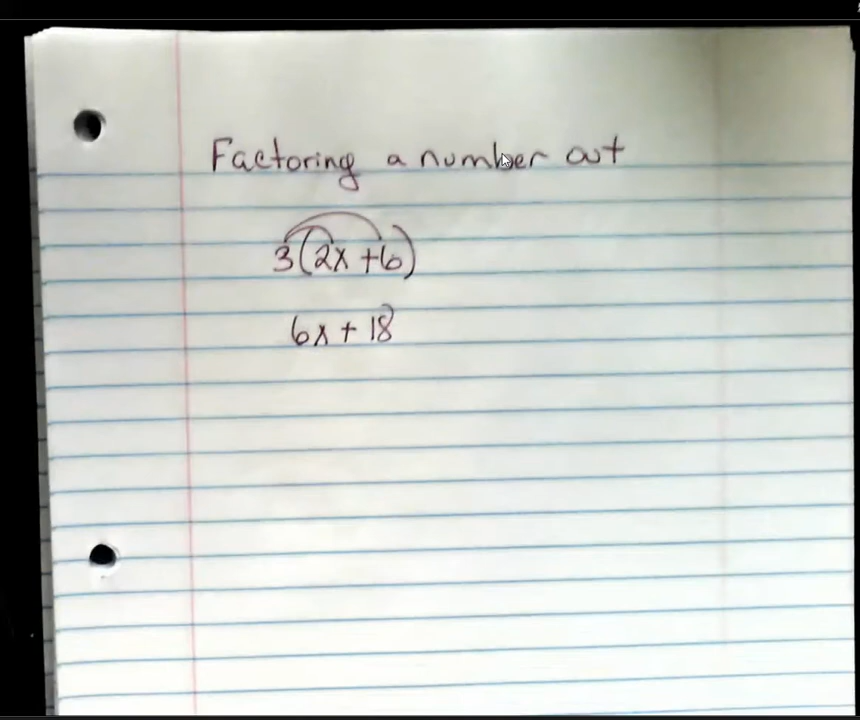 Factoring a number out
3(2x + 6)
6x + 18